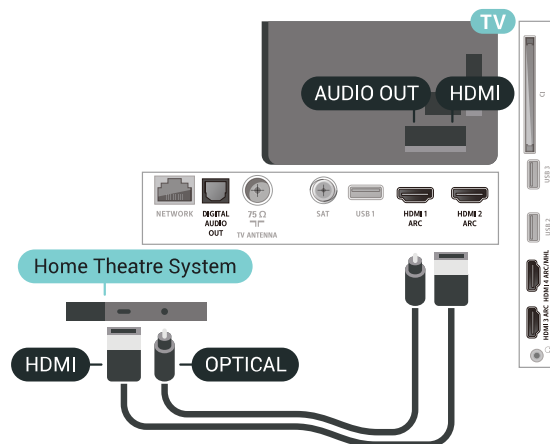 TV
AUDIO OUT
HDMI
CI
USB 3
USB 2
HDMI 4 ARC/MHL
HDMI 3 ARC
NETWORK
DIGITAL
AUDIO
OUT
75 Ω
TV ANTENNA
SAT
USB 1
HDMI 1
ARC
HDMI 2
ARC
Home Theatre System
HDMI
OPTICAL